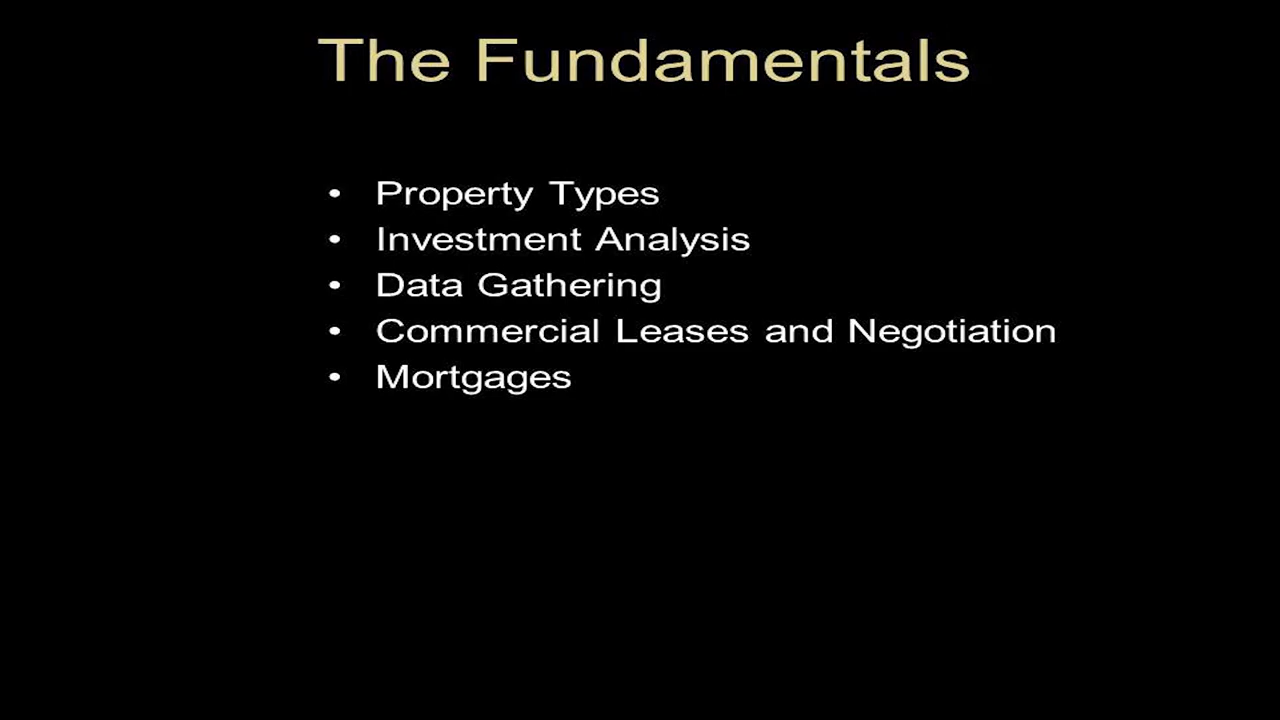 The Fundamentals
• Property Types
• Investment Analysis
• Data Gathering
• Commercial Leases and Negotiation
• Mortgages